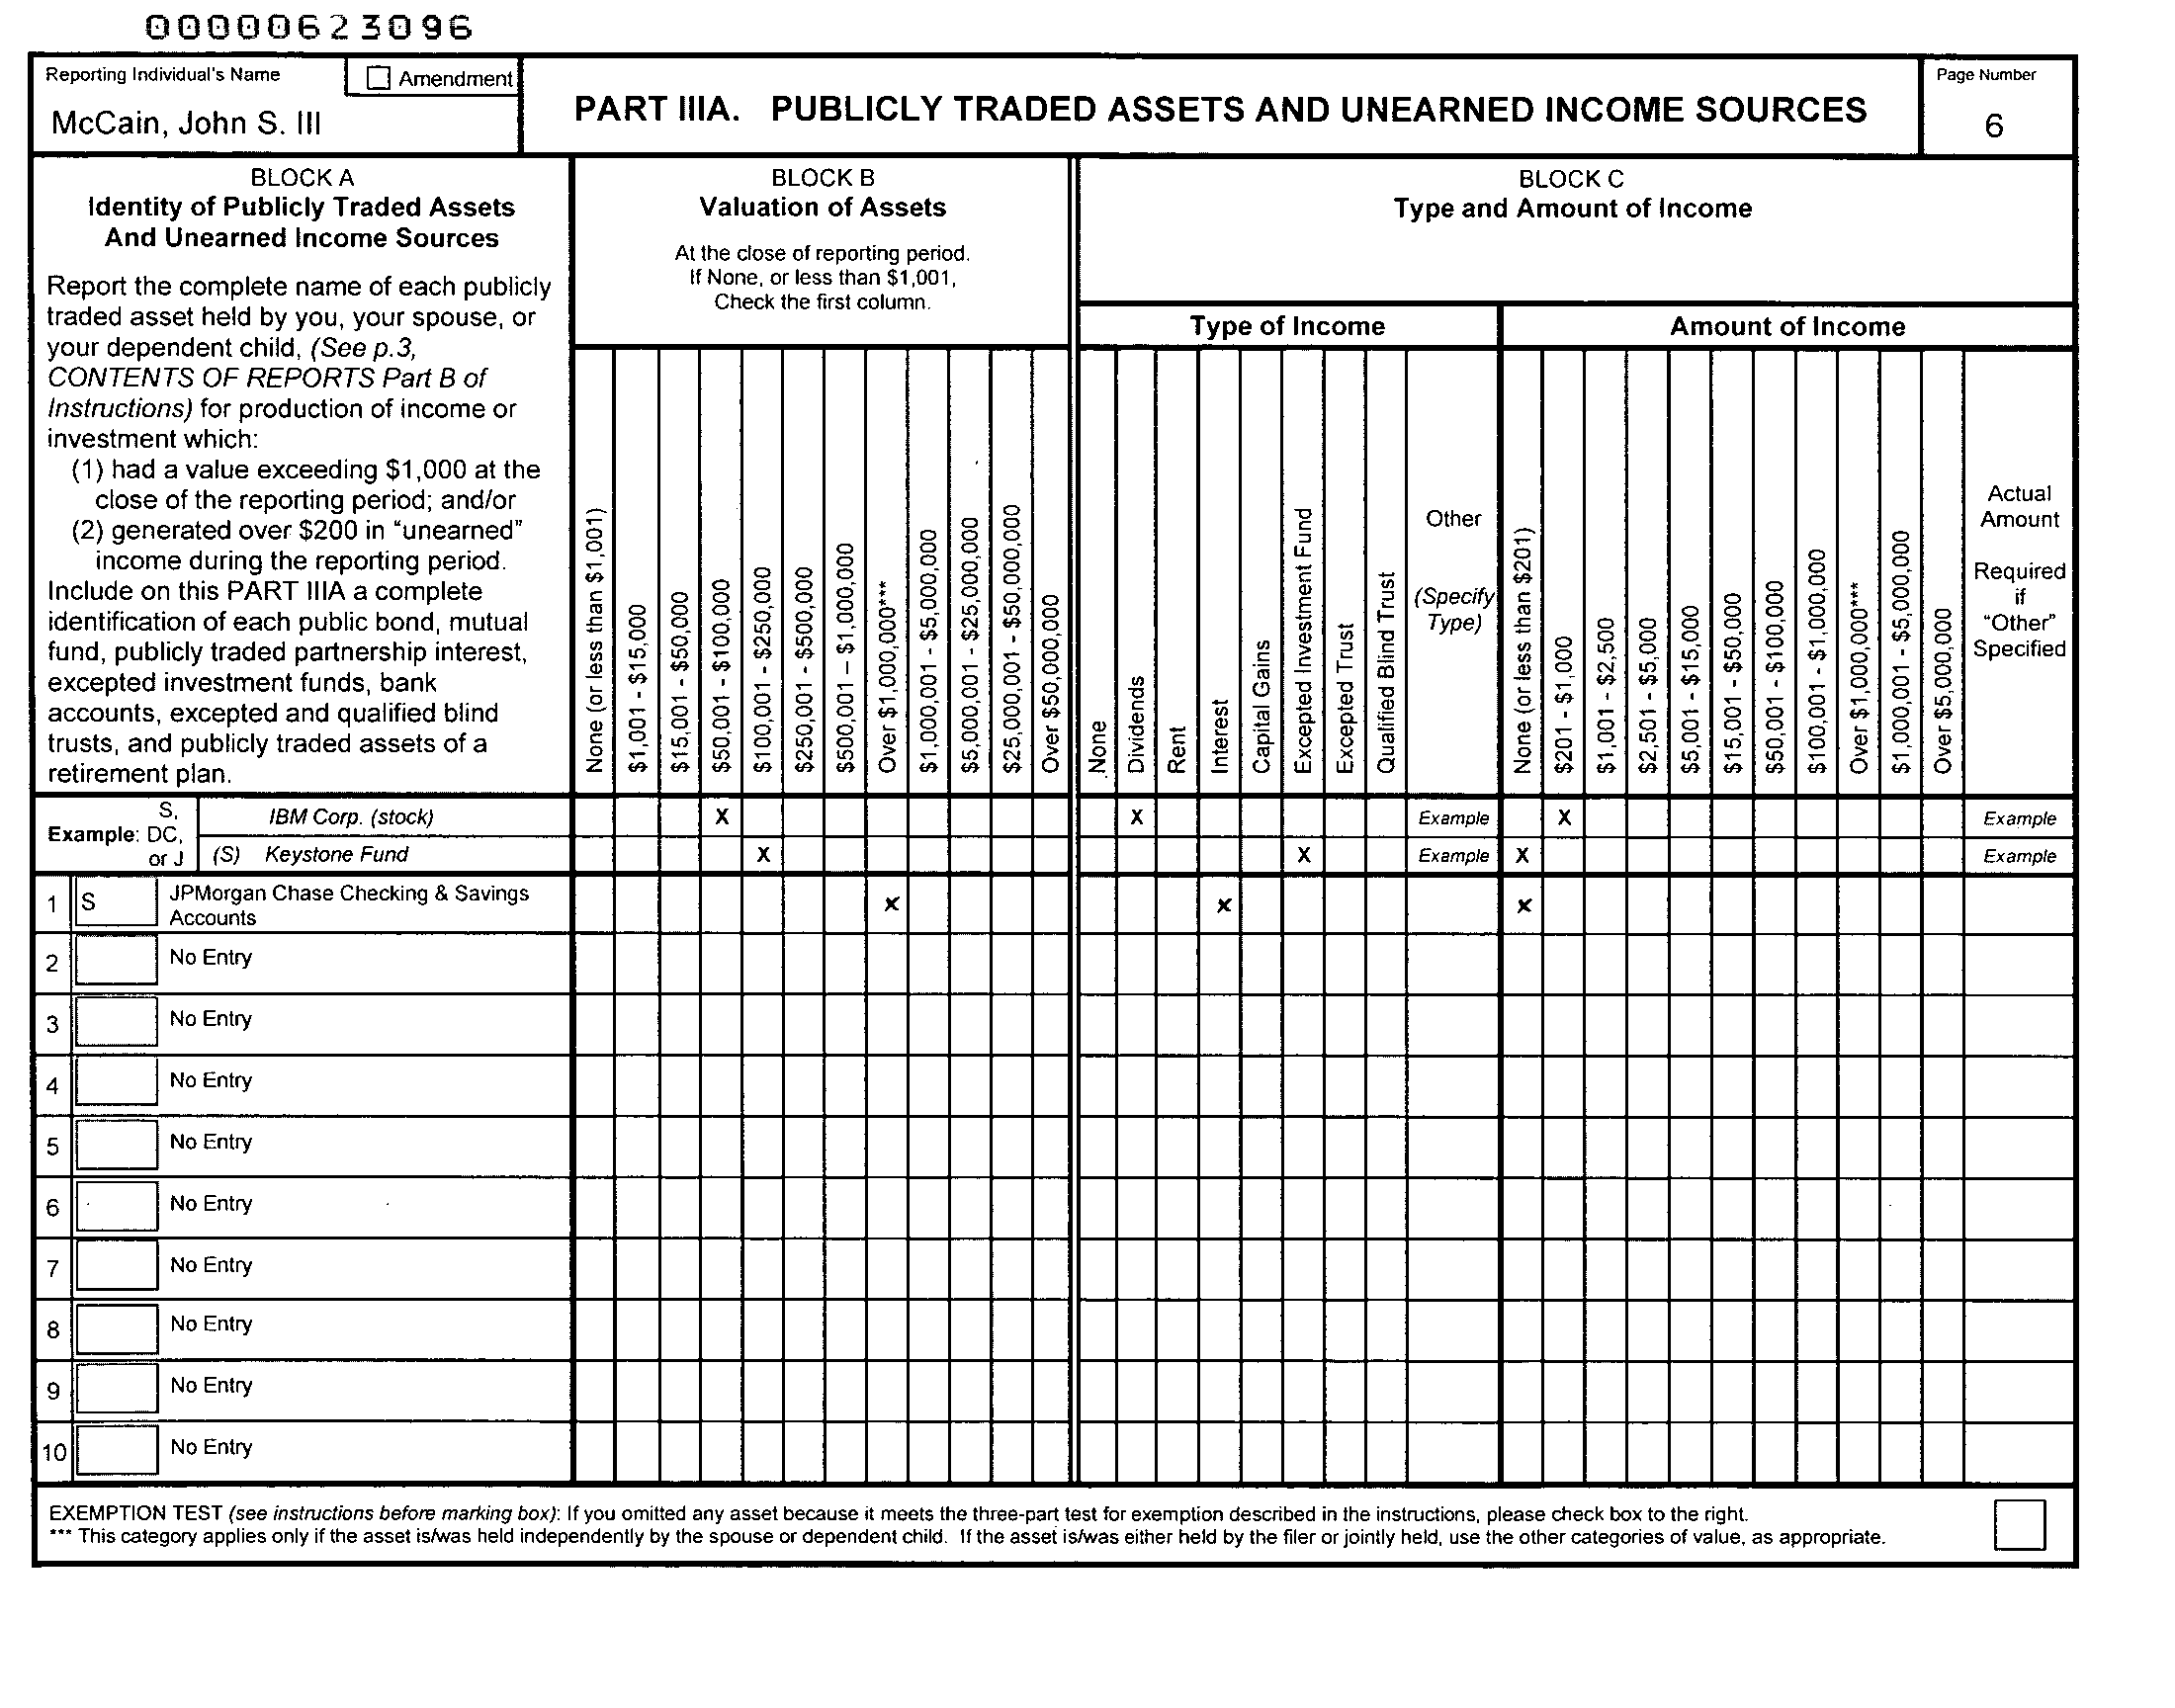 00000623096
Reporting Individual's Name
Amendment
McCain, John S. III
PART IIIA. PUBLICLY TRADED ASSETS AND UNEARNED INCOME SOURCES
Page Number
6
BLOCK A
Identity of Publicly Traded Assets
And Unearned Income Sources
Report the complete name of each publicly
traded asset held by you, your spouse, or
your dependent child, (See p.3,
CONTENTS OF REPORTS Part B of
Instructions) for production of income or
investment which:
(1) had a value exceeding $1,000 at the
close of the reporting period; and/or
(2) generated over $200 in “unearned”
income during the reporting period.
Include on this PART IIIA a complete
identification of each public bond, mutual
fund, publicly traded partnership interest,
excepted investment funds, bank
accounts, excepted and qualified blind
trusts, and publicly traded assets of a
retirement plan.
BLOCK B
Valuation of Assets
At the close of reporting period.
If None, or less than $1,001,
Check the first column.
None (or less than $1,001)
$1,001 - $15,000
$15,001 - $50,000
$50,001 - $100,000
$100,001 - $250,000
$250,001 - $500,000
$500,001 – $1,000,000
Over $1,000,000***
$1,000,001 - $5,000,000
$5,000,001 - $25,000,000
$25,000,001 - $50,000,000
Over $50,000,000
BLOCK C
Type and Amount of Income
Type of Income
None
Dividends
Rent
Interest
Capital Gains
Excepted Investment Fund
Excepted Trust
Qualified Blind Trust
Other
(Specify
Type)
Amount of Income
None (or less than $201)
$201 - $1,000
$1,001 - $2,500
$2,501 - $5,000
$5,001 - $15,000
$15,001 - $50,000
$50,001 - $100,000
$100,001 - $1,000,000
Over $1,000,000***
$1,000,001 - $5,000,000
Over $5,000,000
Actual
Amount
Required
if
“Other”
Specified
Example: S, DC, or J
IBM Corp. (stock) X X Example X Example
(S) Keystone Fund X X Example X Example
1 S JPMorgan Chase Checking & Savings
Accounts x x x
2 No Entry
3 No Entry
4 No Entry
5 No Entry
6 No Entry
7 No Entry
8 No Entry
9 No Entry
10 No Entry
EXEMPTION TEST (see instructions before marking box): If you omitted any asset because it meets the three-part test for exemption described in the instructions, please check box to the right.
*** This category applies only if the asset is/was held independently by the spouse or dependent child. If the asset is/was either held by the filer or jointly held, use the other categories of value, as appropriate.